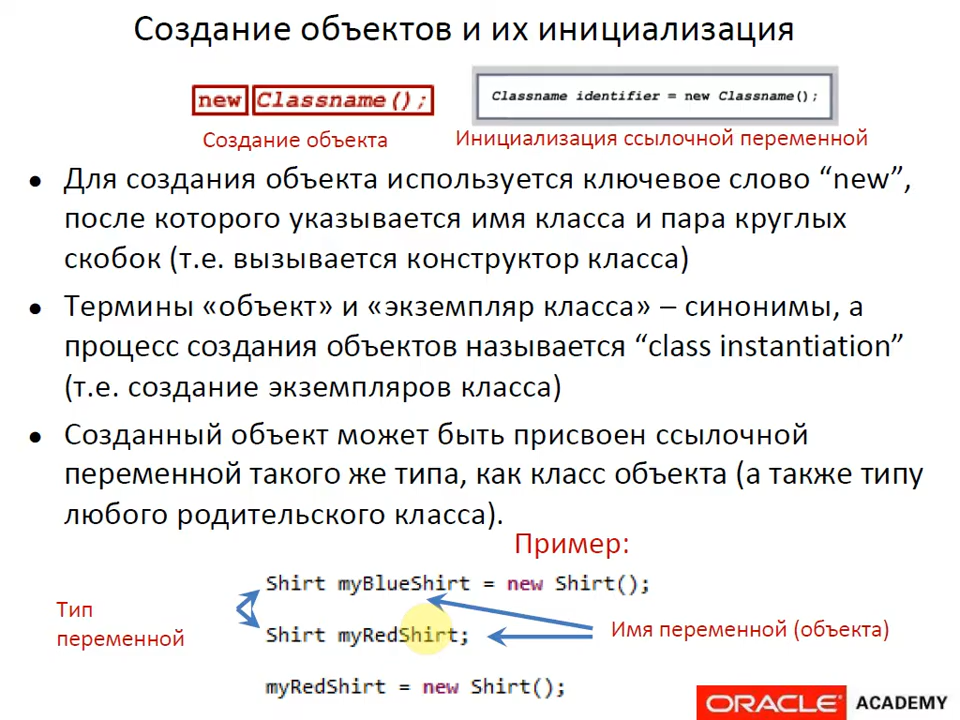 Создание объектов и их инициализация
new Classname();
Classname identifier = new Classname();
Создание объекта
Инициализация ссылочной переменной
• Для создания объекта используется ключевое слово “new”,
после которого указывается имя класса и пара круглых
скобок (т.е. вызывается конструктор класса)
• Термины «объект» и «экземпляр класса» – синонимы, а
процесс создания объектов называется “class instantiation”
(т.е. создание экземпляров класса)
• Созданный объект может быть присвоен ссылочной
переменной такого же типа, как класс объекта (а также типу
любого родительского класса).
Пример:
Shirt myBlueShirt = new Shirt();
Тип
переменной
Shirt myRedShirt;
Имя переменной (объекта)
myRedShirt = new Shirt();
ORACLE ACADEMY